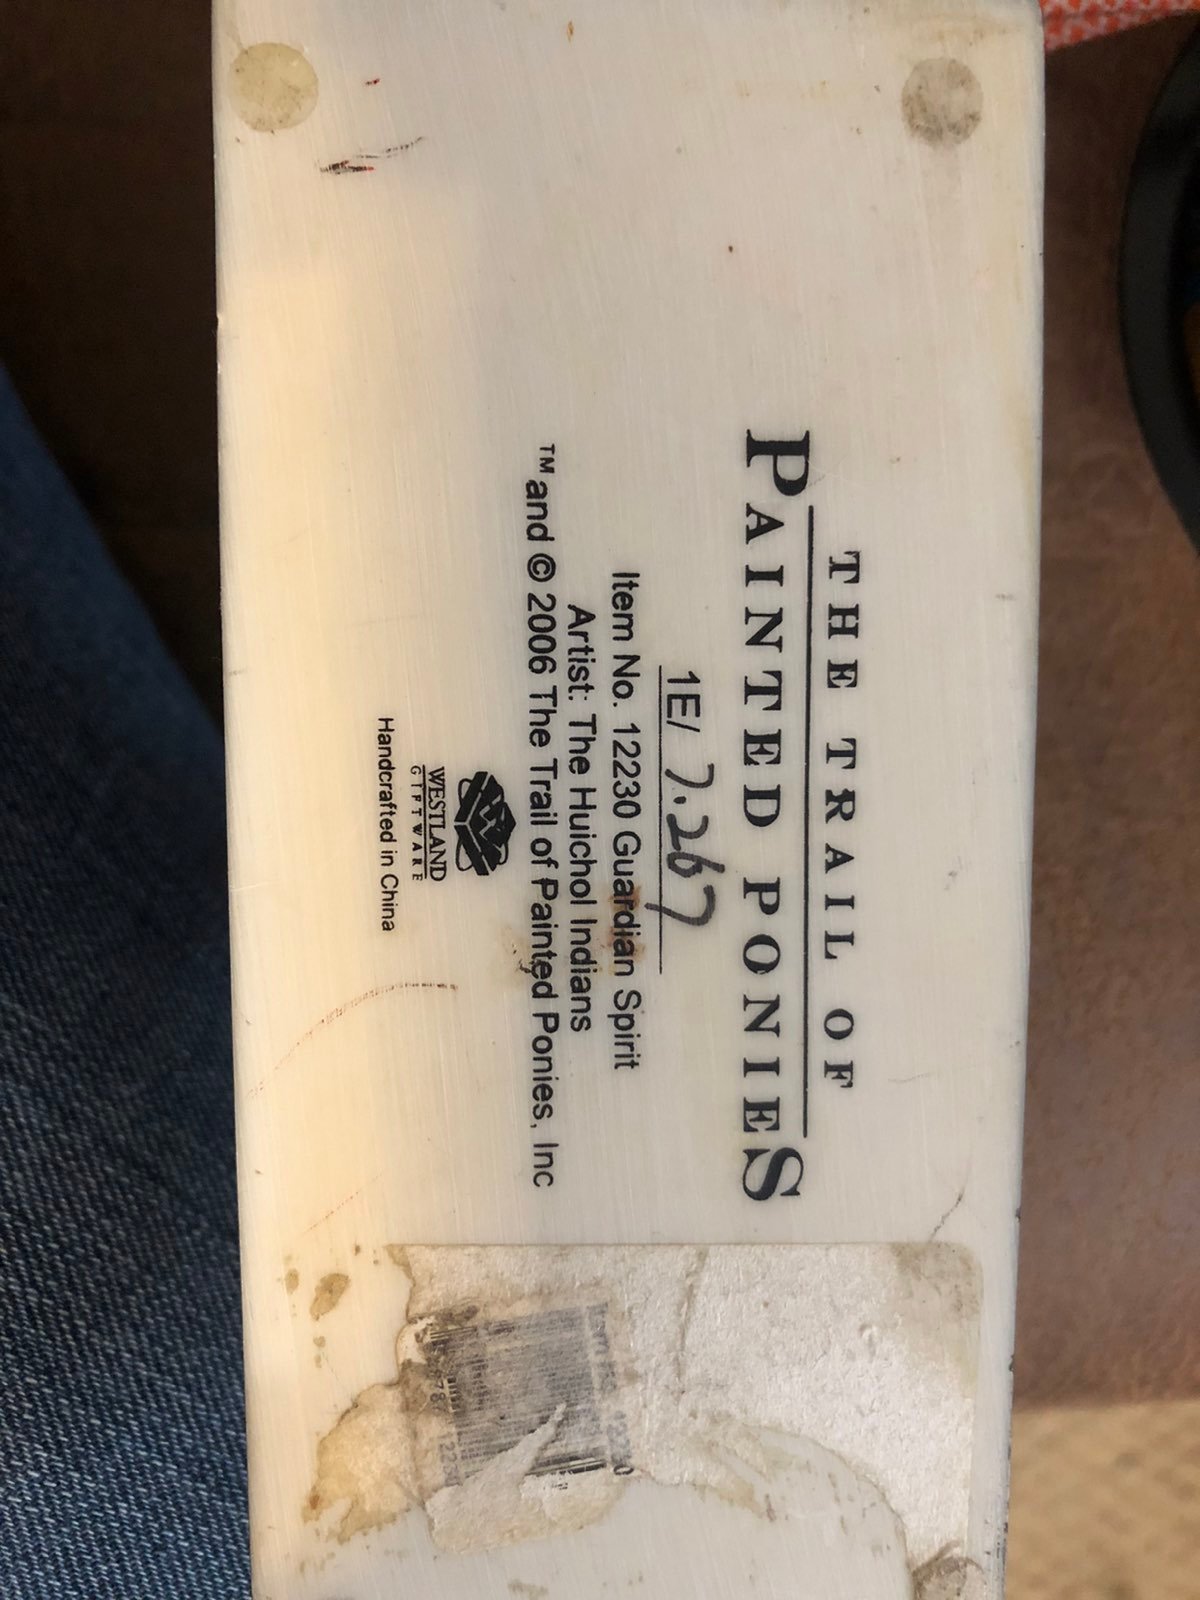 THE TRAIL OF
PAINTED PONIES
1E/ 7.267
Item No. 12230 Guardian Spirit
Artist: The Huichol Indians
™ and © 2006 The Trail of Painted Ponies, Inc
WESTLAND
GIFTWARE
Handcrafted in China
12230